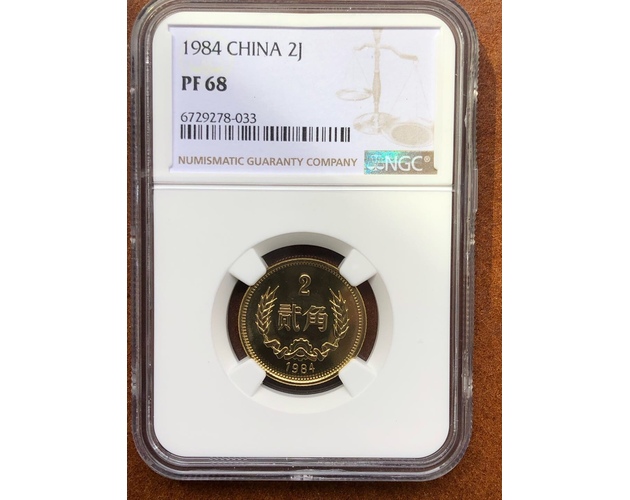 1984 CHINA 2J
PF 68
6729278-033
NUMISMATIC GUARANTY COMPANY
NGC®
2
贰角
1984